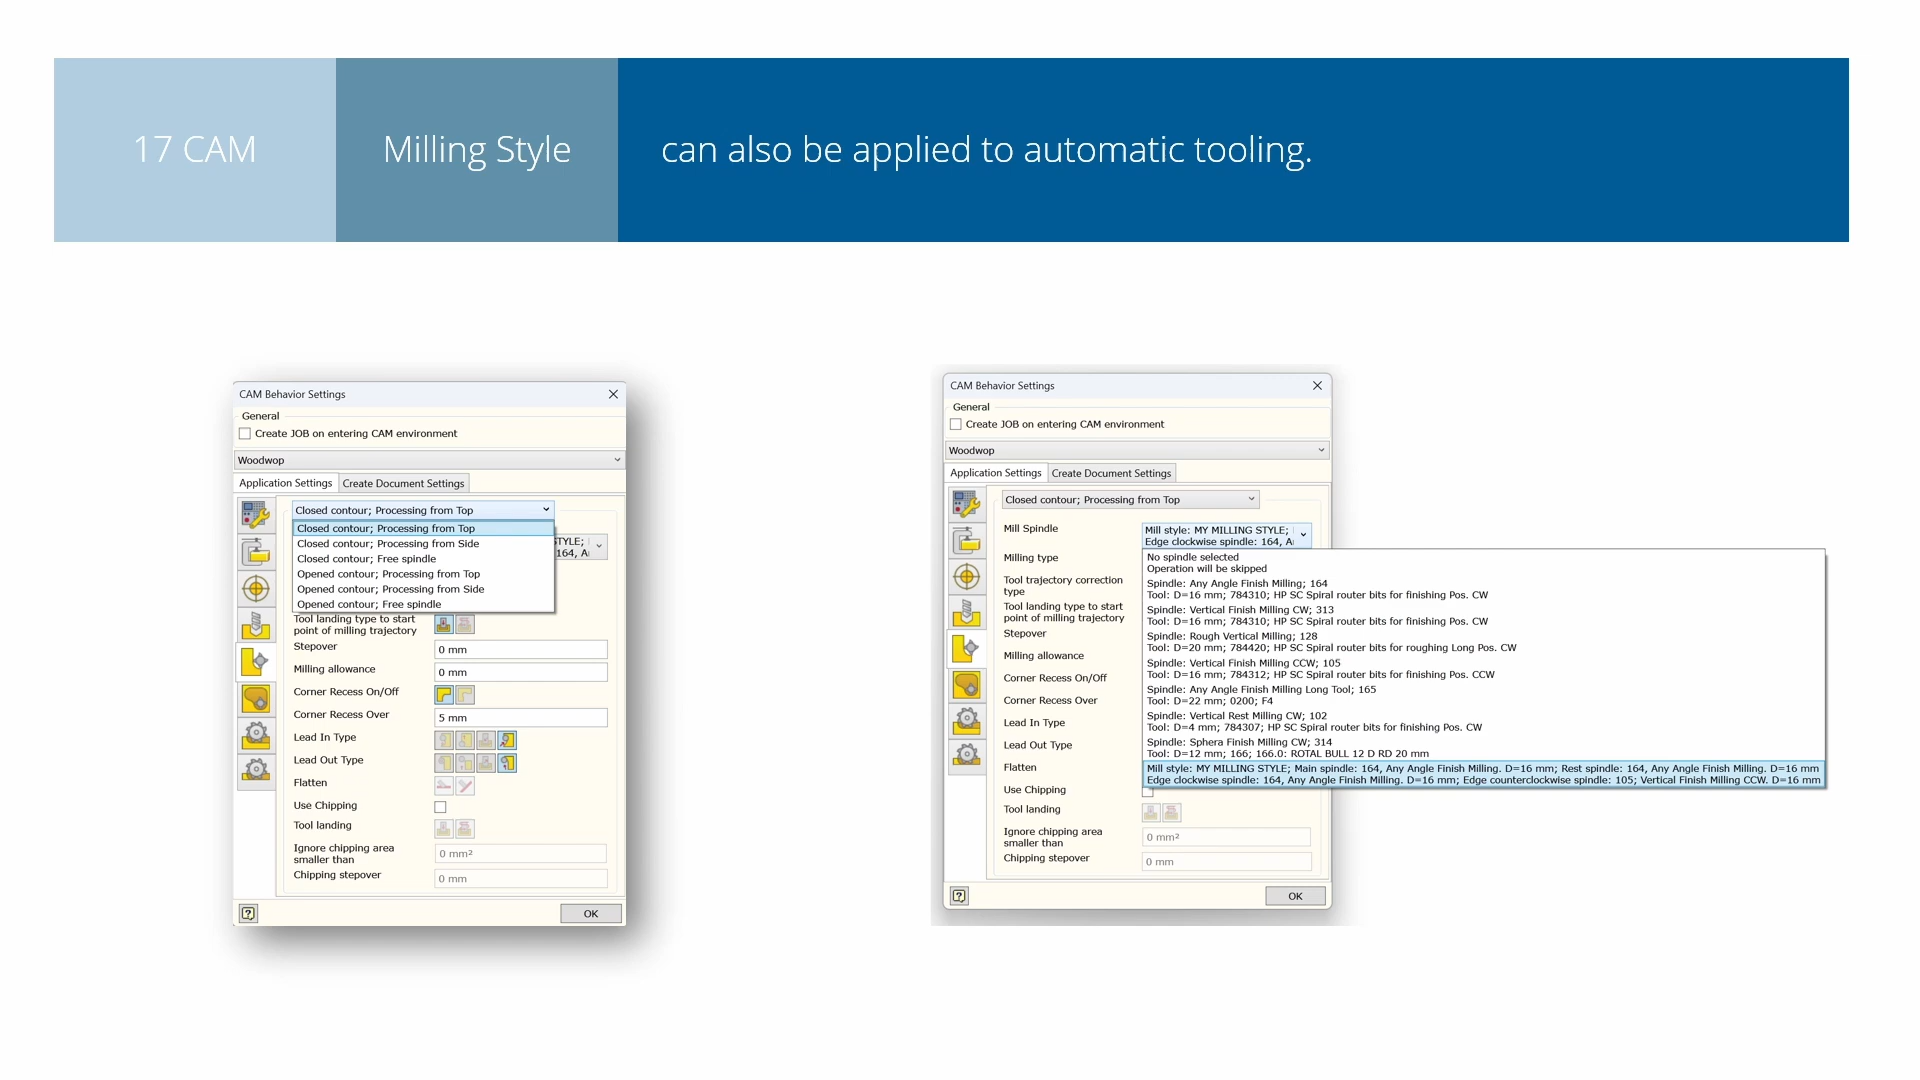 17 CAM
Milling Style
can also be applied to automatic tooling.
CAM Behavior Settings
General
Create JOB on entering CAM environment
Woodwop
Application Settings
Create Document Settings
Closed contour; Processing from Top
Closed contour; Processing from Top
Closed contour; Processing from Side
Closed contour; Free spindle
Opened contour; Processing from Top
Opened contour; Processing from Side
Opened contour; Free spindle
Tool landing type to start
point of milling trajectory
Stepover
0 mm
Milling allowance
0 mm
Corner Recess On/Off
Corner Recess Over
5 mm
Lead In Type
Lead Out Type
Flatten
Use Chipping
Tool landing
Ignore chipping area
smaller than
0 mm²
Chipping stepover
0 mm
OK
CAM Behavior Settings
General
Create JOB on entering CAM environment
Woodwop
Application Settings
Create Document Settings
Closed contour; Processing from Top
Mill Spindle
Mill style: MY MILLING STYLE;
Edge clockwise spindle: 164,
Milling type
Tool trajectory correction
type
Tool landing type to start
point of milling trajectory
Stepover
Milling allowance
Corner Recess On/Off
Corner Recess Over
Lead In Type
Lead Out Type
Flatten
Use Chipping
Tool landing
Ignore chipping area
smaller than
0 mm²
Chipping stepover
0 mm
No spindle selected
Operation will be skipped
Spindle: Any Angle Finish Milling; 164
Tool: D=16 mm; 784310; HP SC Spiral router bits for finishing Pos. CW
Spindle: Vertical Finish Milling CW; 313
Tool: D=16 mm; 784310; HP SC Spiral router bits for finishing Pos. CW
Spindle: Rough Vertical Milling; 128
Tool: D=20 mm; 784420; HP SC Spiral router bits for roughing Long Pos. CW
Spindle: Vertical Finish Milling CCW; 105
Tool: D=16 mm; 784312; HP SC Spiral router bits for finishing Pos. CCW
Spindle: Any Angle Finish Milling Long Tool; 165
Tool: D=22 mm; 0200; F4
Spindle: Vertical Rest Milling CW; 102
Tool: D=4 mm; 784307; HP SC Spiral router bits for finishing Pos. CW
Spindle: Sphera Finish Milling CW; 314
Tool: D=12 mm; 166; 166.0: ROTAL BULL 12 D RD 20 mm
Mill style: MY MILLING STYLE; Main spindle: 164, Any Angle Finish Milling. D=16 mm; Rest spindle: 164, Any Angle Finish Milling. D=16 mm
Edge clockwise spindle: 164, Any Angle Finish Milling. D=16 mm; Edge counterclockwise spindle: 105; Vertical Finish Milling CCW. D=16 mm
OK